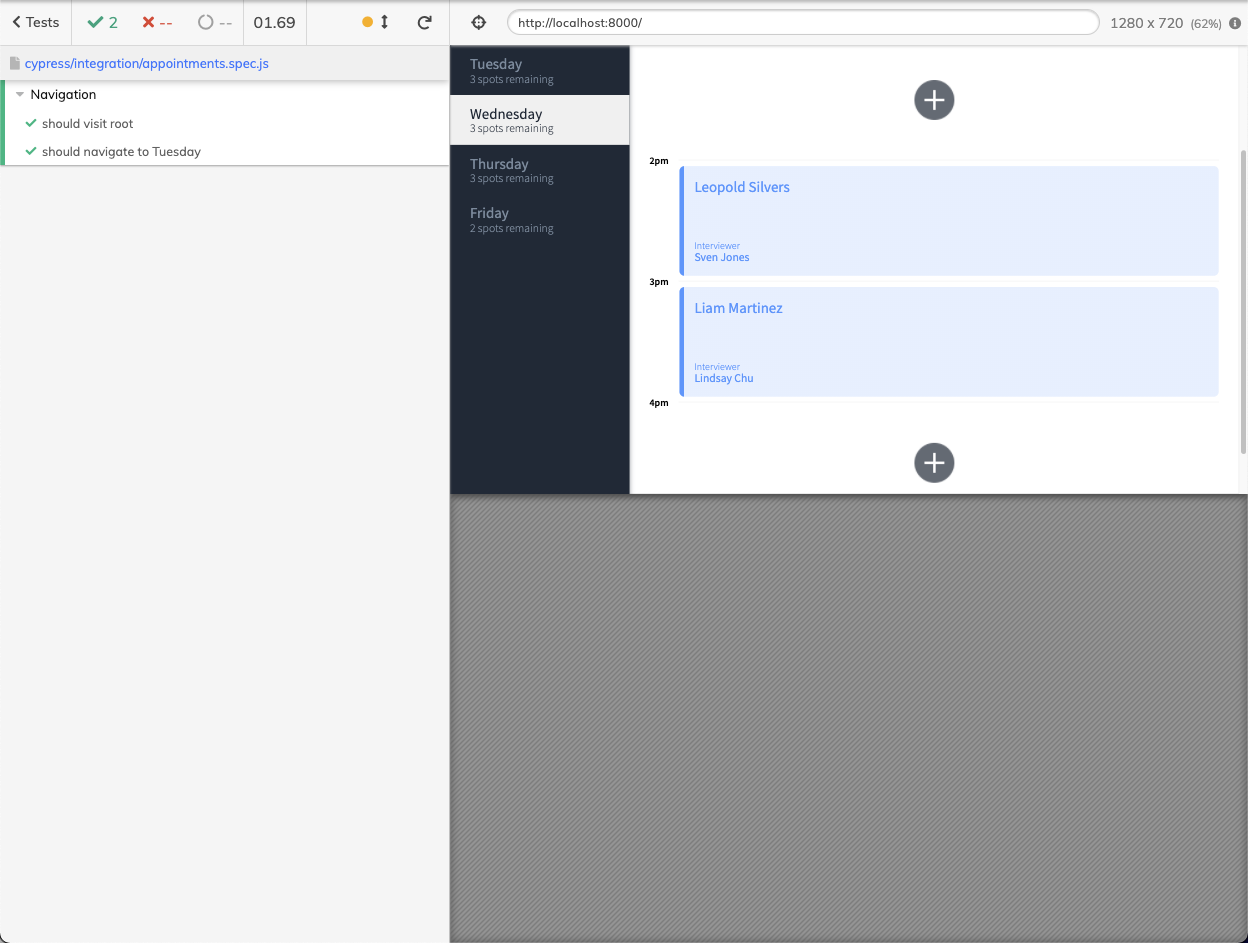 Tests
2
--
--
01.69
http://localhost:8000/
1280 x 720 (62%)
cypress/integration/appointments.spec.js
Navigation
should visit root
should navigate to Tuesday
Tuesday
3 spots remaining
Wednesday
3 spots remaining
Thursday
3 spots remaining
Friday
2 spots remaining
2pm
Leopold Silvers
Interviewer
Sven Jones
3pm
Liam Martinez
Interviewer
Lindsay Chu
4pm